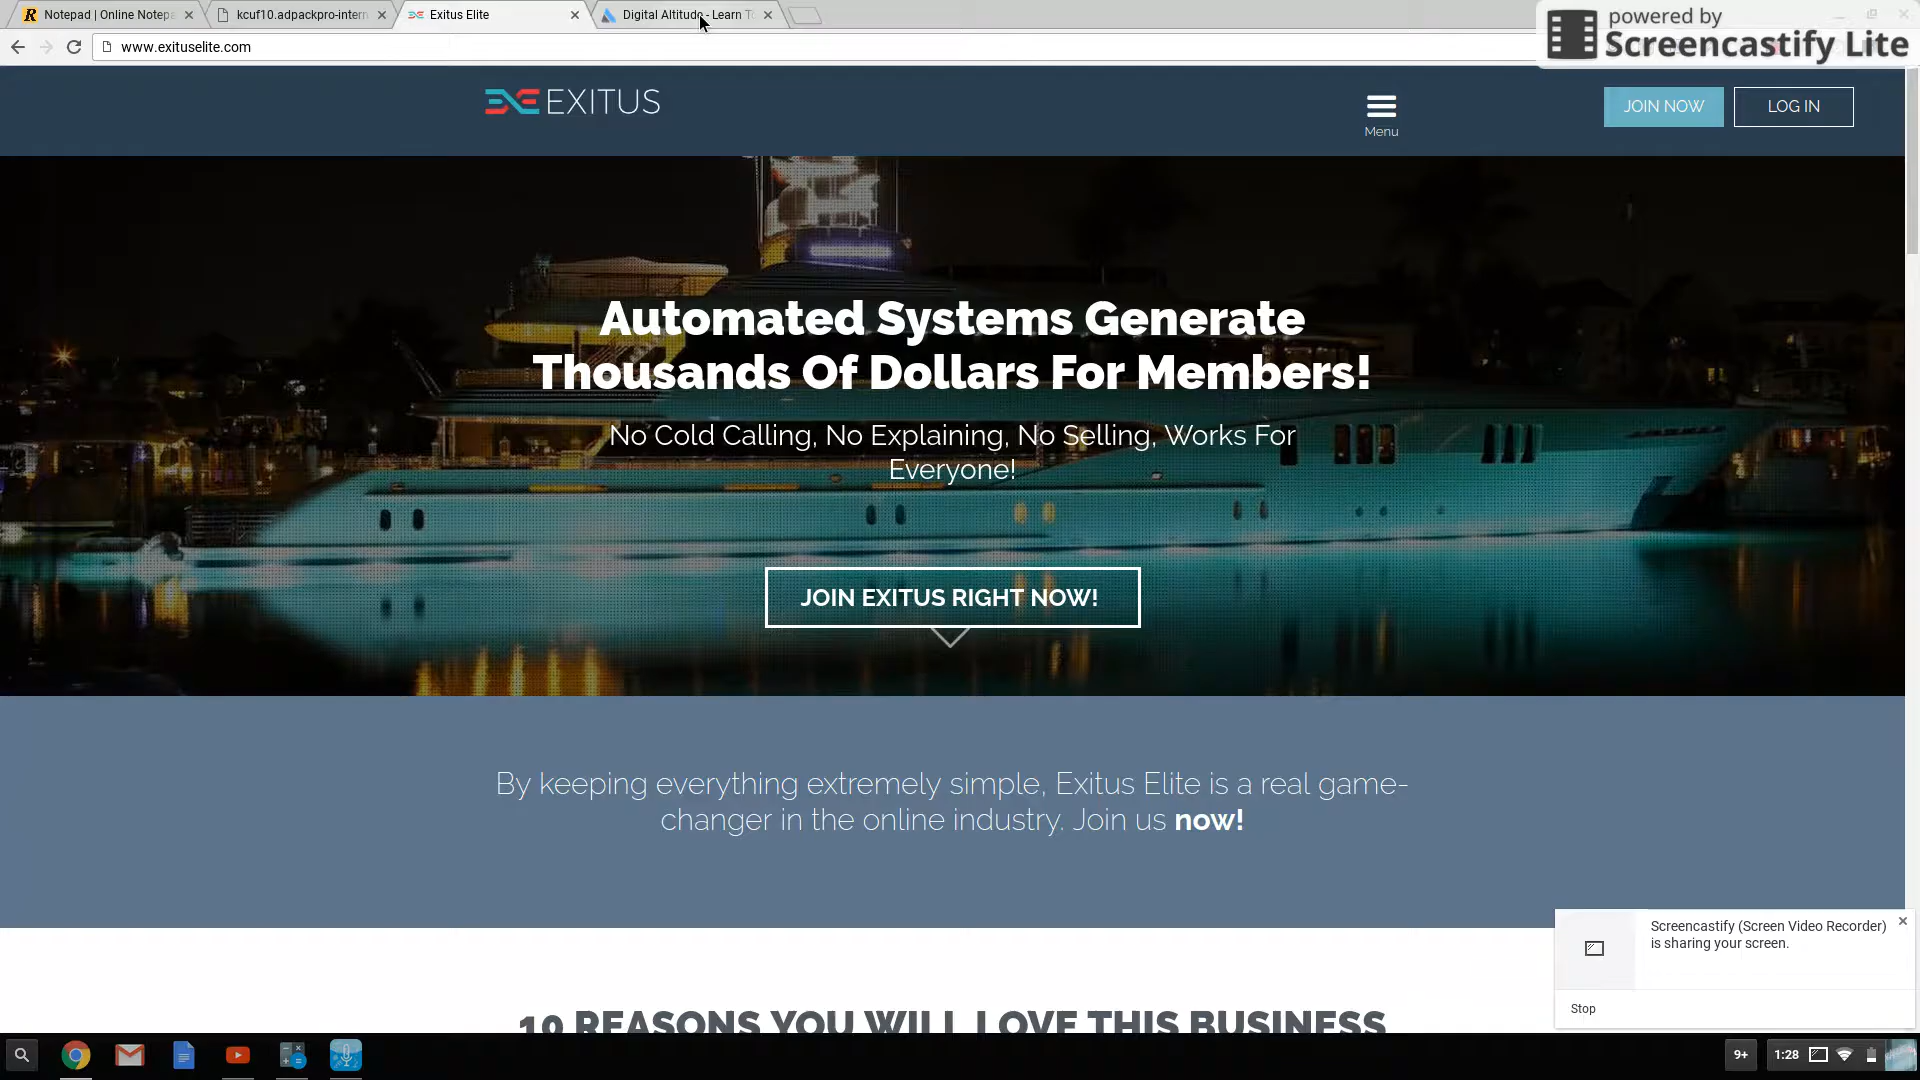 Notepad | Online Notepa
kcuf10.adpackpro-intern
Exitus Elite
Digital Altitude - Learn To
powered by
Screencastify Lite
www.exituselite.com
EXITUS
Menu
JOIN NOW
LOG IN
Automated Systems Generate
Thousands Of Dollars For Members!
No Cold Calling, No Explaining, No Selling, Works For
Everyone!
JOIN EXITUS RIGHT NOW!
By keeping everything extremely simple, Exitus Elite is a real game-
changer in the online industry. Join us now!
10 REASONS YOU WILL LOVE THIS BUSINESS
Screencastify (Screen Video Recorder)
is sharing your screen.
Stop
9+
1:28